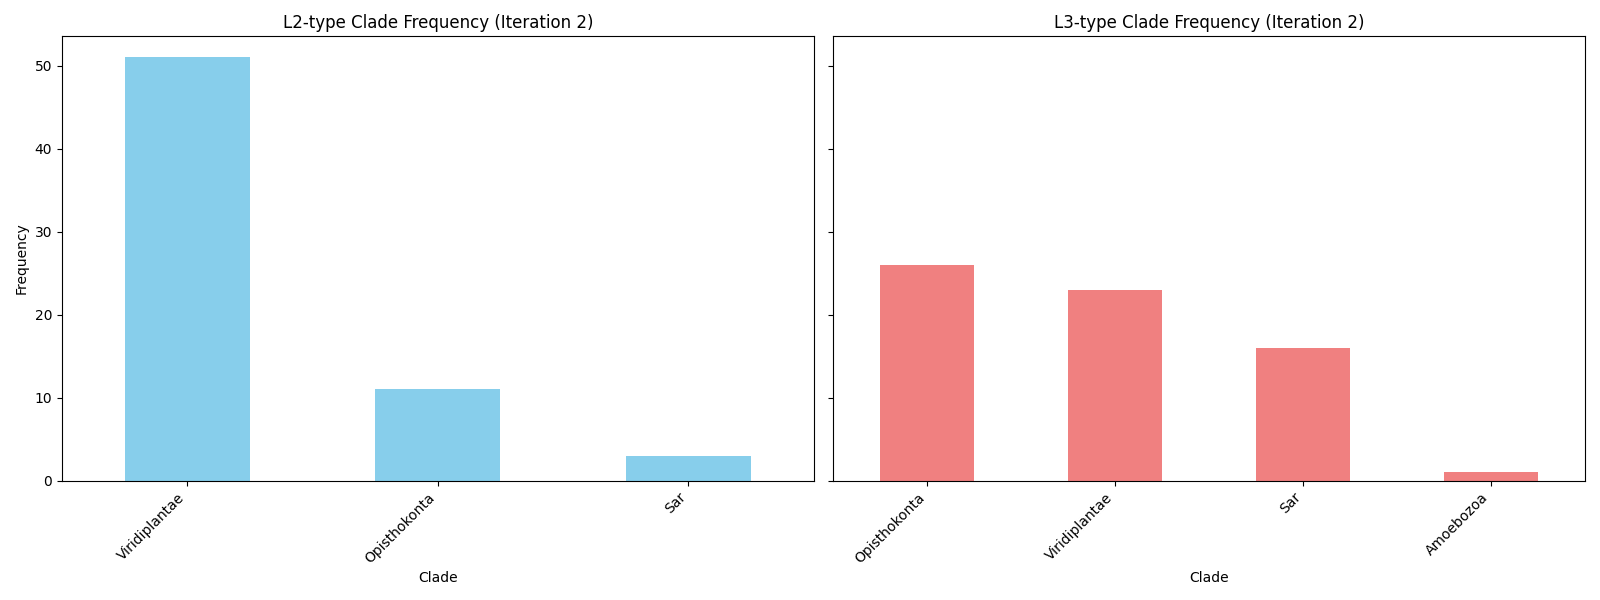 L2-type Clade Frequency (Iteration 2)
Frequency
50
40
30
20
10
0
Viridiplantae
Opisthokonta
Sar
Clade
L3-type Clade Frequency (Iteration 2)
Opisthokonta
Viridiplantae
Sar
Amoebozoa
Clade